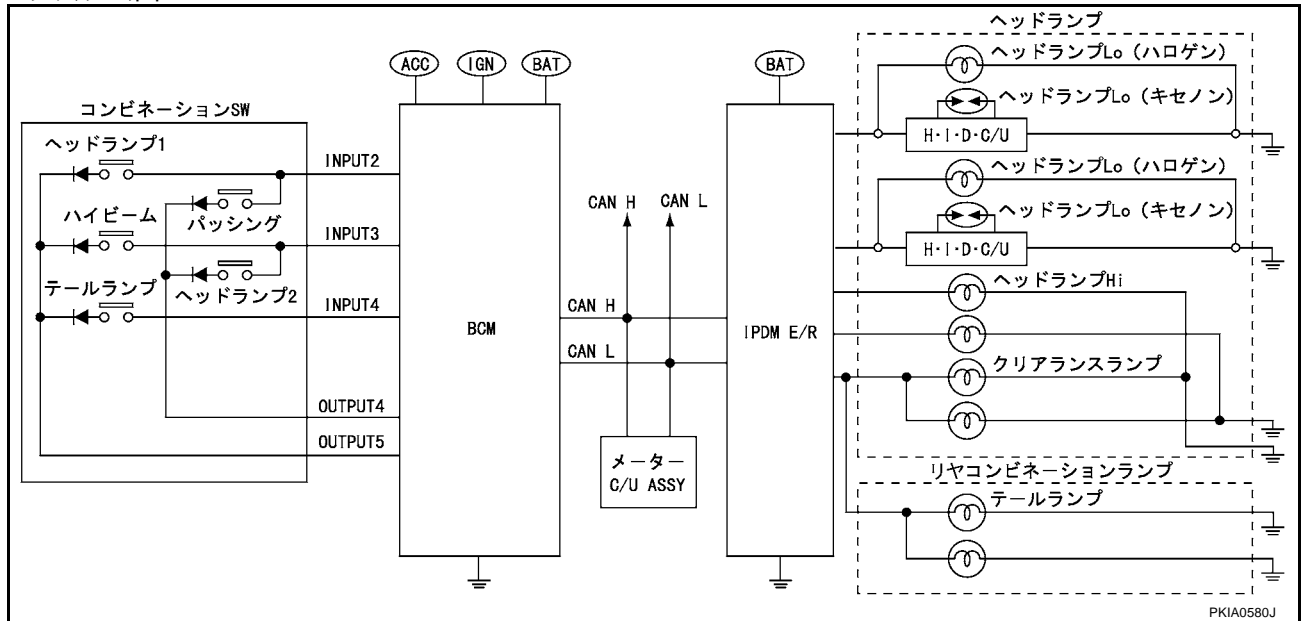 ヘッドランプ
ACC
IGN
BAT
BAT
ヘッドランプLo (ハロゲン)
コンビネーションSW
ヘッドランプLo (キセノン)
ヘッドランプ1
H・I・D・C/U
INPUT2
ヘッドランプLo (ハロゲン)
CAN H
CAN L
ハイビーム
パッシング
ヘッドランプLo (キセノン)
INPUT3
H・I・D・C/U
テールランプ
ヘッドランプ2
ヘッドランプHi
INPUT4
CAN H
BCM
IPDM E/R
CAN L
クリアランスランプ
OUTPUT4
OUTPUT5
メーター
C/U ASSY
リヤコンビネーションランプ
テールランプ
PKIA0580J